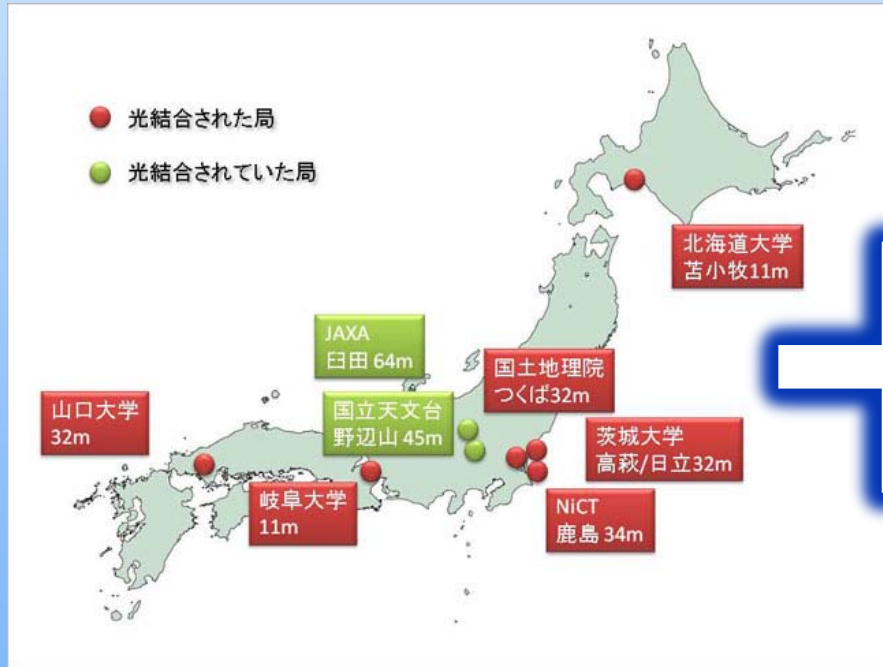 光結合された局
光結合されていた局
北海道大学
苫小牧11m
JAXA
臼田 64m
国土地理院
つくば32m
山口大学
32m
国立天文台
野辺山 45m
茨城大学
高萩/日立32m
岐阜大学
11m
NiCT
鹿島 34m